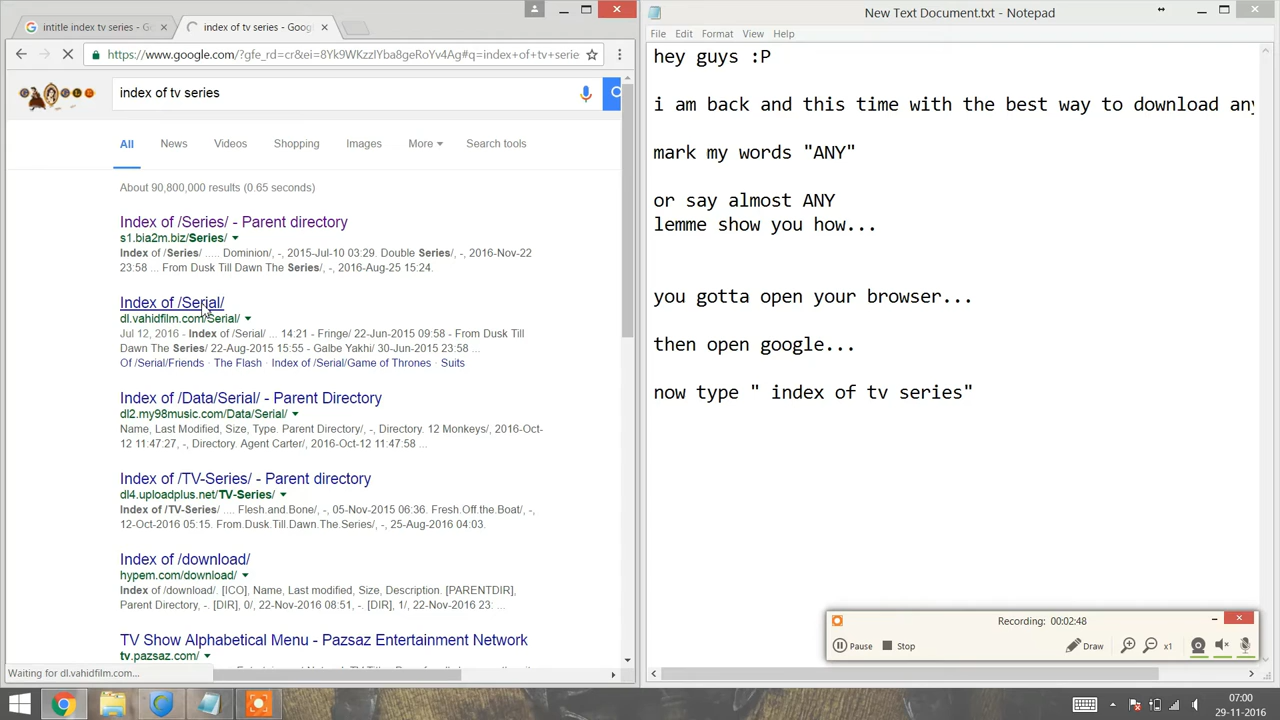 intitle index tv series - G
index of tv series - Googl
https://www.google.com/?gfe_rd=cr&ei=8Yk9WKzzIYba8geRoYv4Ag#q=index+of+tv+serie
index of tv series
All News Videos Shopping Images More Search tools
About 90,800,000 results (0.65 seconds)
Index of /Series/ - Parent directory
s1.bia2m.biz/Series/
Index of /Series/ ..... Dominion/, -, 2015-Jul-10 03:29. Double Series/, -, 2016-Nov-22
23:58 ... From Dusk Till Dawn The Series/, -, 2016-Aug-25 15:24.
Index of /Serial/
dl.vahidfilm.com/Serial/
Jul 12, 2016 - Index of /Serial/ ... 14:21 - Fringe/ 22-Jun-2015 09:58 - From Dusk Till
Dawn The Series/ 22-Aug-2015 15:55 - Galbe Yakhi/ 30-Jun-2015 23:58 ...
Of /Serial/Friends · The Flash · Index of /Serial/Game of Thrones · Suits
Index of /Data/Serial/ - Parent Directory
dl2.my98music.com/Data/Serial/
Name, Last Modified, Size, Type. Parent Directory/, -, Directory. 12 Monkeys/, 2016-Oct-
12 11:47:27, -, Directory. Agent Carter/, 2016-Oct-12 11:47:58 ...
Index of /TV-Series/ - Parent directory
dl4.uploadplus.net/TV-Series/
Index of /TV-Series/ ... Flesh.and.Bone/, -, 05-Nov-2015 06:36. Fresh.Off.the.Boat/, -,
12-Oct-2016 05:15. From.Dusk.Till.Dawn.The.Series/, -, 25-Aug-2016 04:03.
Index of /download/
hypem.com/download/
Index of /download/. [ICO], Name, Last modified, Size, Description. [PARENTDIR],
Parent Directory, -. [DIR], 0/, 22-Nov-2016 08:51, -. [DIR], 1/, 22-Nov-2016 23: ...
TV Show Alphabetical Menu - Pazsaz Entertainment Network
tv.pazsaz.com/
Waiting for dl.vahidfilm.com...
New Text Document.txt - Notepad
File Edit Format View Help
hey guys :P
i am back and this time with the best way to download any
mark my words "ANY"
or say almost ANY
lemme show you how...
you gotta open your browser...
then open google...
now type " index of tv series"
Recording: 00:02:48
Pause Stop Draw x1
07:00
29-11-2016